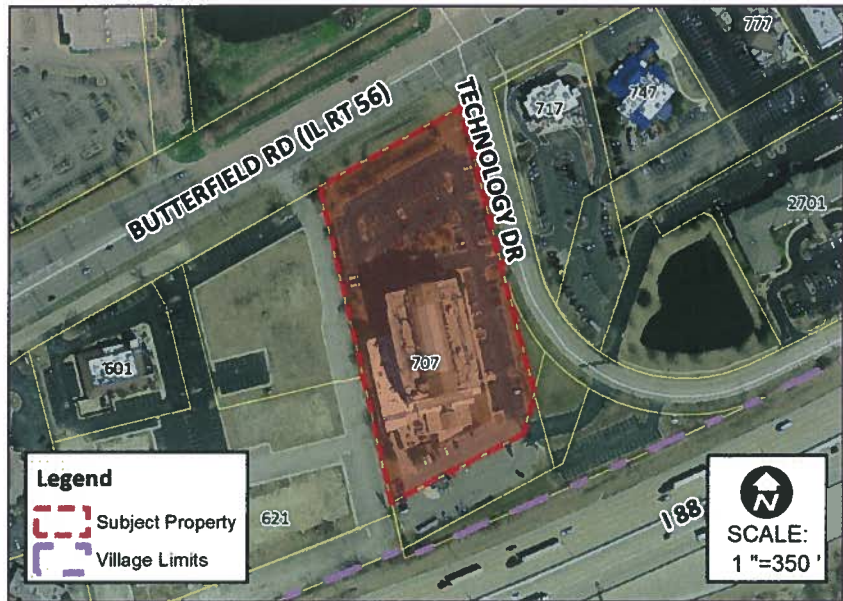 777
747
717
BUTTERFIELD RD (IL RT 56)
TECHNOLOGY DR
2701
707
601
621
I 88
Legend
Subject Property
Village Limits
N
SCALE:
1 "=350 '